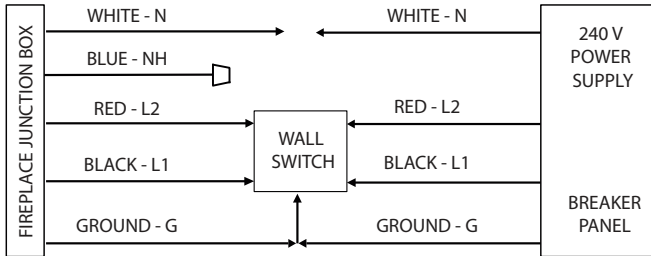 FIREPLACE JUNCTION BOX
WHITE - N
BLUE - NH
RED - L2
BLACK - L1
GROUND - G
WALL
SWITCH
WHITE - N
RED - L2
BLACK - L1
GROUND - G
240 V
POWER
SUPPLY
BREAKER
PANEL